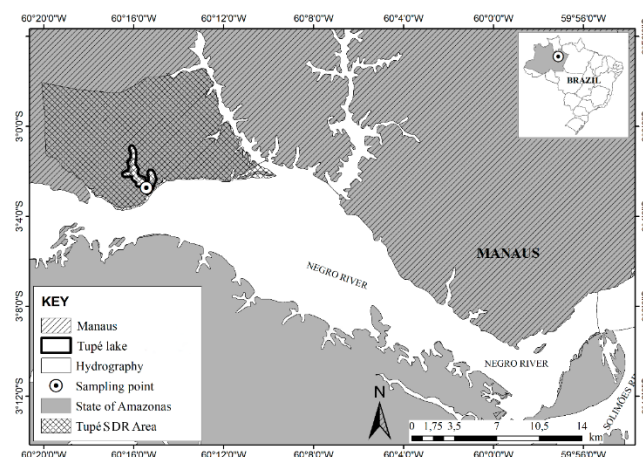 60°20'0"W 60°16'0"W 60°12'0"W 60°8'0"W 60°4'0"W 60°0'0"W 59°56'0"W
BRAZIL
3°0'0"S
3°4'0"S
MANAUS
NEGRO RIVER
3°8'0"S
KEY
Manaus
Tupé lake
Hydrography
Sampling point
State of Amazonas
Tupé SDR Area
NEGRO RIVER
SOLIMÕES RI
3°12'0"S
N
0 1,75 3,5 7 10,5 14
km
60°20'0"W 60°16'0"W 60°12'0"W 60°8'0"W 60°4'0"W 60°0'0"W 59°56'0"W